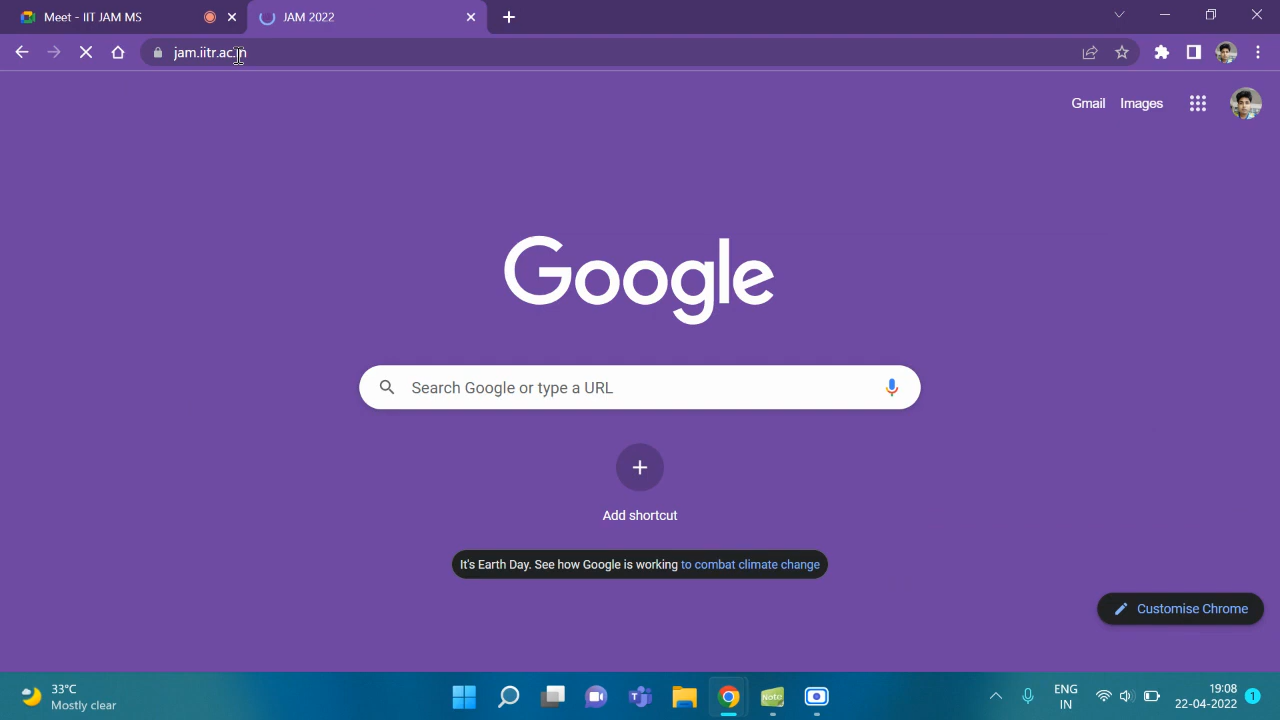 Meet - IIT JAM MS
JAM 2022
jam.iitr.ac.in
Gmail Images
Google
Search Google or type a URL
Add shortcut
It's Earth Day. See how Google is working to combat climate change
Customise Chrome
33°C
Mostly clear
Note
ENG
IN
19:08
22-04-2022
1